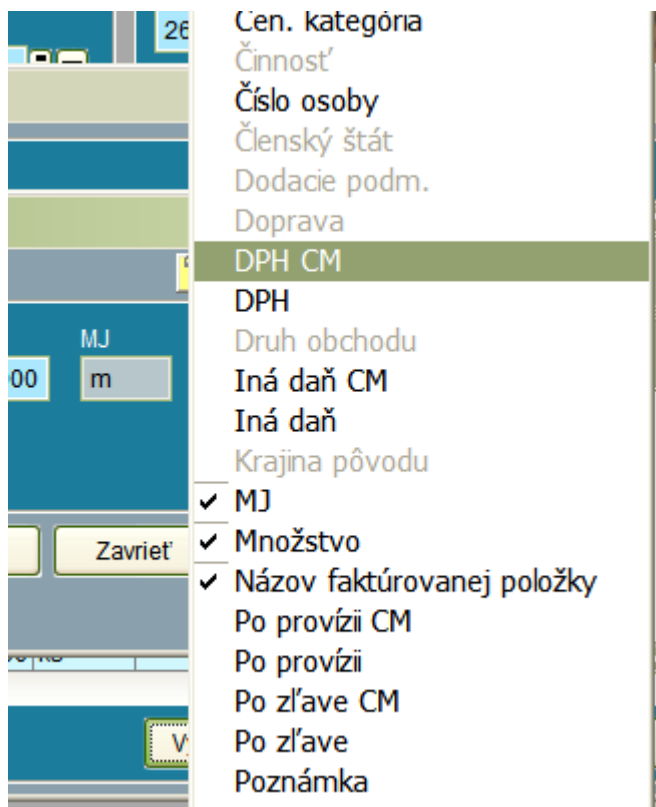 26
Cen. kategória
Činnosť
Číslo osoby
Členský štát
Dodacie podm.
Doprava
DPH CM
DPH
Druh obchodu
MJ
00
m
Iná daň CM
Iná daň
Krajina pôvodu
MJ
Množstvo
Zavrieť
Názov faktúrovanej položky
Po provízii CM
Po provízii
Po zľave CM
Po zľave
Poznámka